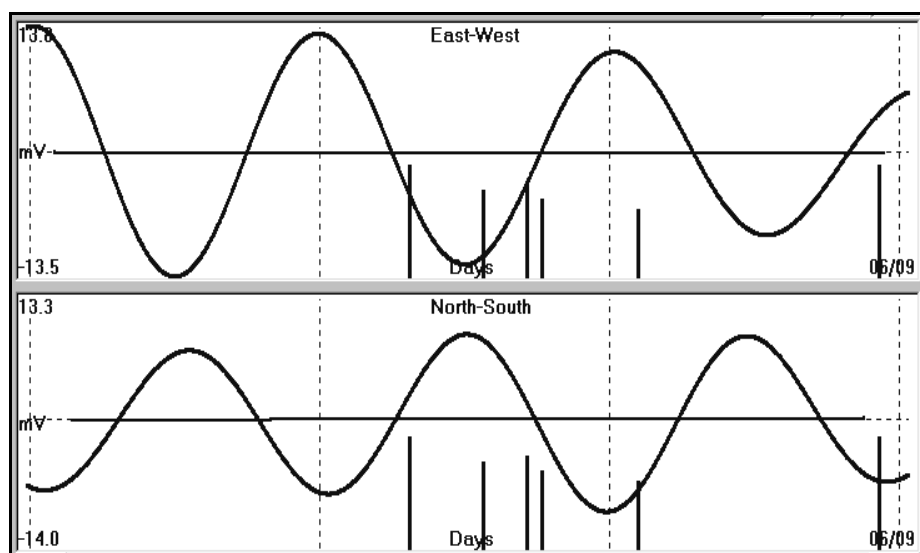 13.8
East-West
mV
-13.5
Days
06/09
13.3
North-South
mV
-14.0
Days
06/09